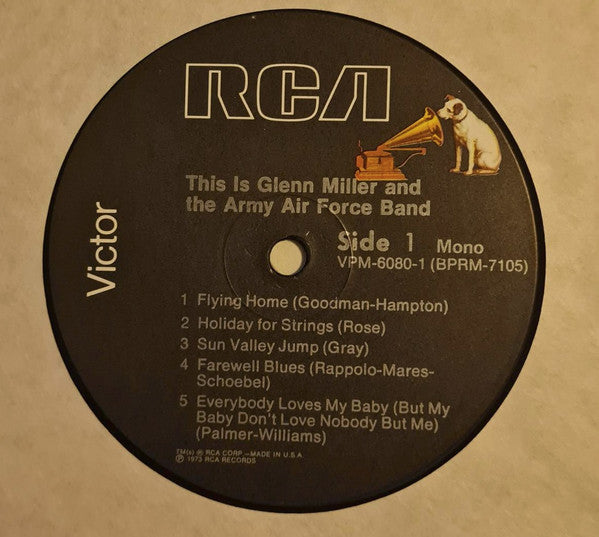 RCA
This Is Glenn Miller and
the Army Air Force Band
Victor
Side 1 Mono
VPM-6080-1 (BPRM-7105)
1 Flying Home (Goodman-Hampton)
2 Holiday for Strings (Rose)
3 Sun Valley Jump (Gray)
4 Farewell Blues (Rappolo-Mares-
Schoebel)
5 Everybody Loves My Baby (But My
Baby Don't Love Nobody But Me)
(Palmer-Williams)
TM(s) ® RCA CORP.—MADE IN U.S.A.
℗ 1973 RCA RECORDS